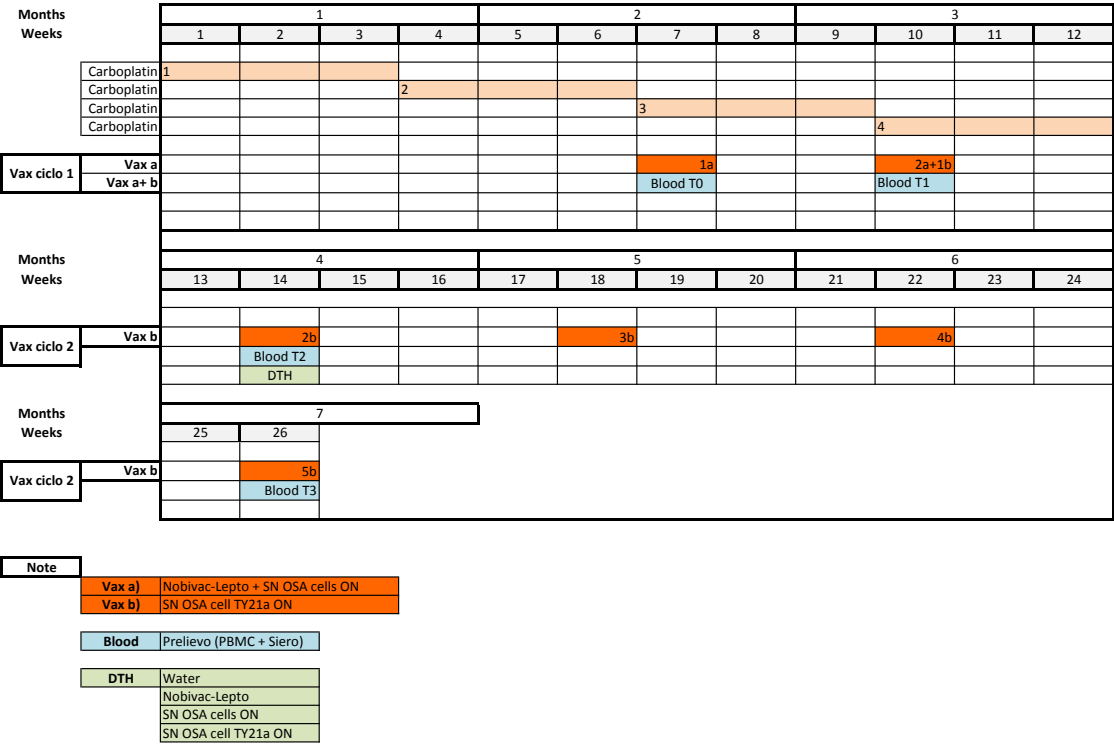 Months 1 2 3
Weeks 1 2 3 4 5 6 7 8 9 10 11 12
Carboplatin 1
Carboplatin 2
Carboplatin 3
Carboplatin 4
Vax ciclo 1 Vax a 1a 2a+1b
Vax a+ b Blood T0 Blood T1
Months 4 5 6
Weeks 13 14 15 16 17 18 19 20 21 22 23 24
Vax ciclo 2 Vax b 2b 3b 4b
Blood T2
DTH
Months 7
Weeks 25 26
Vax ciclo 2 Vax b 5b
Blood T3
Note
Vax a) Nobivac-Lepto + SN OSA cells ON
Vax b) SN OSA cell TY21a ON
Blood Prelievo (PBMC + Siero)
DTH Water
Nobivac-Lepto
SN OSA cells ON
SN OSA cell TY21a ON